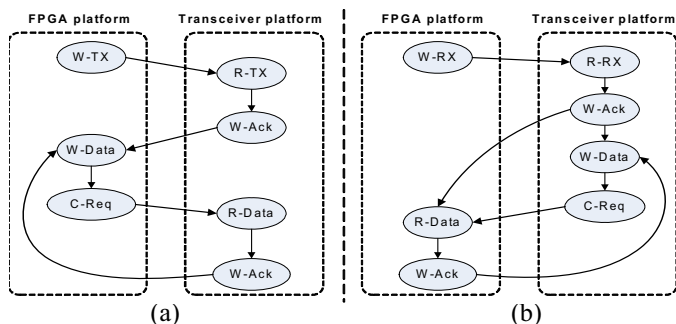 FPGA platform
Transceiver platform
W-TX
R-TX
W-Ack
W-Data
C-Req
R-Data
W-Ack
(a)
FPGA platform
Transceiver platform
W-RX
R-RX
W-Ack
W-Data
C-Req
R-Data
W-Ack
(b)